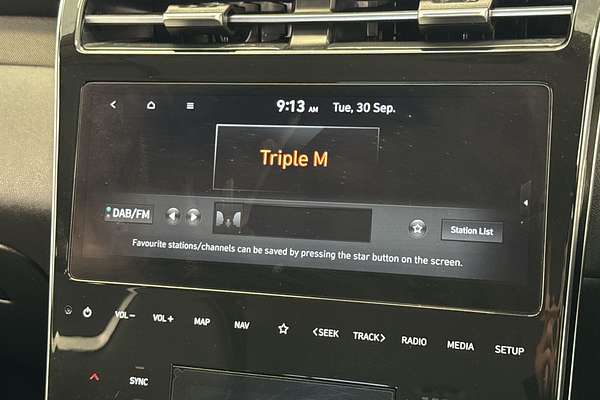 9:13 AM Tue, 30 Sep.
Triple M
DAB/FM
Station List
Favourite stations/channels can be saved by pressing the star button on the screen.
VOL- VOL+ MAP NAV <SEEK TRACK> RADIO MEDIA SETUP
SYNC